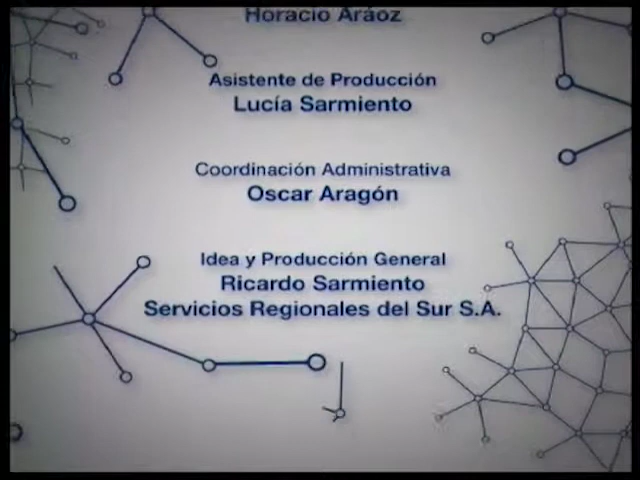 Horacio Aráoz
Asistente de Producción
Lucía Sarmiento
Coordinación Administrativa
Oscar Aragón
Idea y Producción General
Ricardo Sarmiento
Servicios Regionales del Sur S.A.